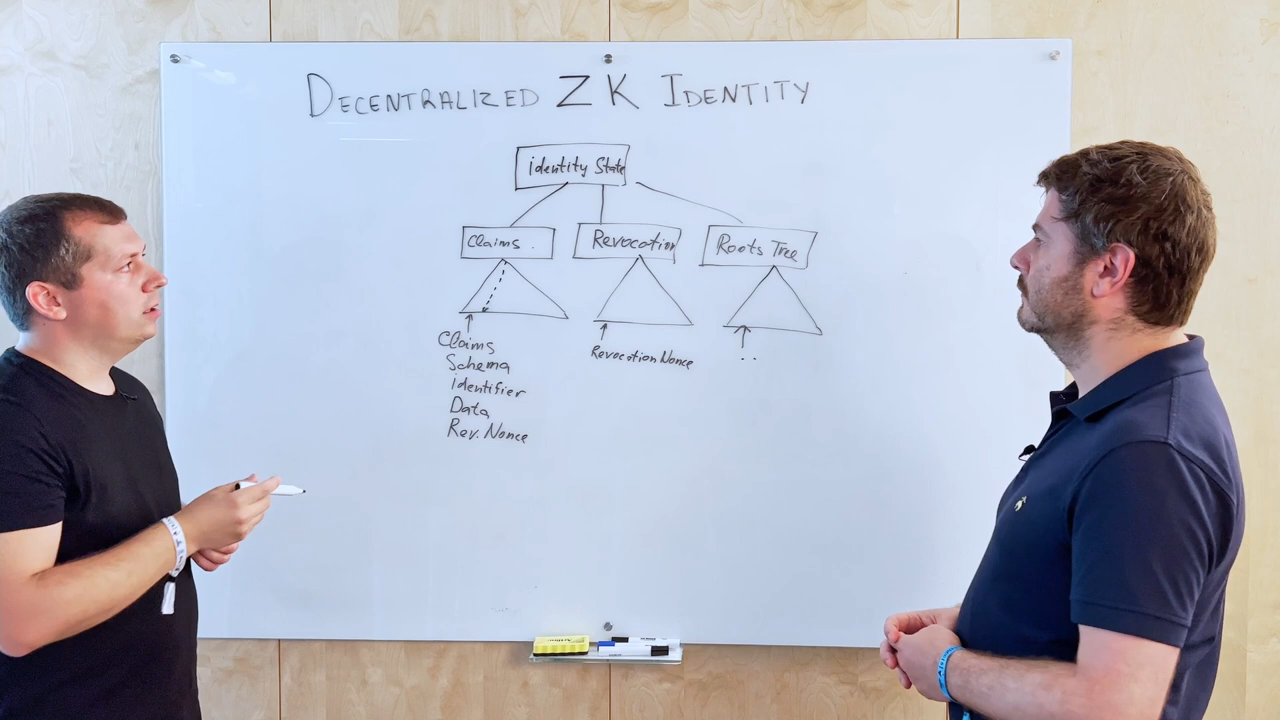 DECENTRALIZED ZK IDENTITY
identity State
Claims.
Revocation
Roots Tree
Claims
Schema
identifier
Data
Rev. Nonce
Revocation Nonce
..